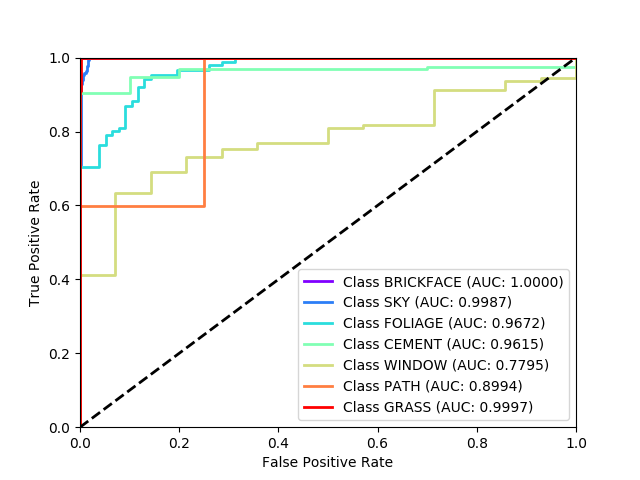 1.0
0.8
0.6
0.4
0.2
0.0
True Positive Rate
Class BRICKFACE (AUC: 1.0000)
Class SKY (AUC: 0.9987)
Class FOLIAGE (AUC: 0.9672)
Class CEMENT (AUC: 0.9615)
Class WINDOW (AUC: 0.7795)
Class PATH (AUC: 0.8994)
Class GRASS (AUC: 0.9997)
0.0 0.2 0.4 0.6 0.8 1.0
False Positive Rate